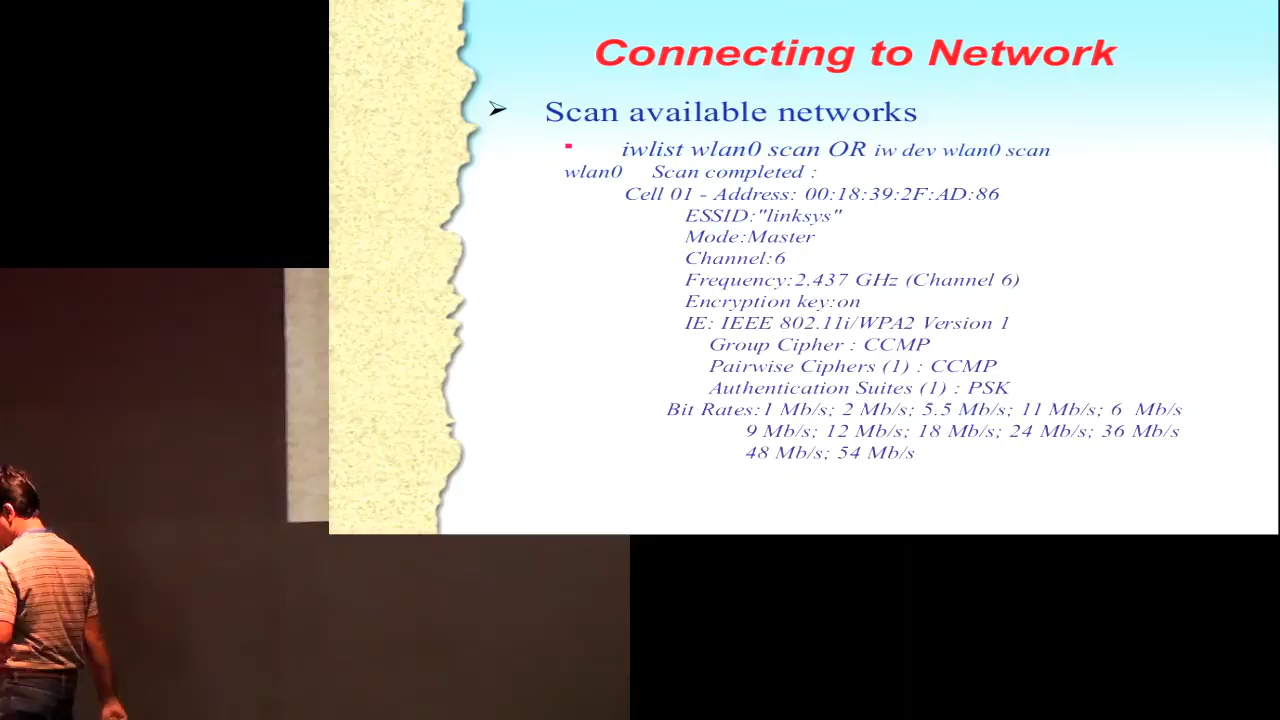 Connecting to Network
Scan available networks
iwlist wlan0 scan OR iw dev wlan0 scan
wlan0 Scan completed :
Cell 01 - Address: 00:18:39:2F:AD:86
ESSID:"linksys"
Mode:Master
Channel:6
Frequency:2.437 GHz (Channel 6)
Encryption key:on
IE: IEEE 802.11i/WPA2 Version 1
Group Cipher : CCMP
Pairwise Ciphers (1) : CCMP
Authentication Suites (1) : PSK
Bit Rates:1 Mb/s; 2 Mb/s; 5.5 Mb/s; 11 Mb/s; 6 Mb/s
9 Mb/s; 12 Mb/s; 18 Mb/s; 24 Mb/s; 36 Mb/s
48 Mb/s; 54 Mb/s